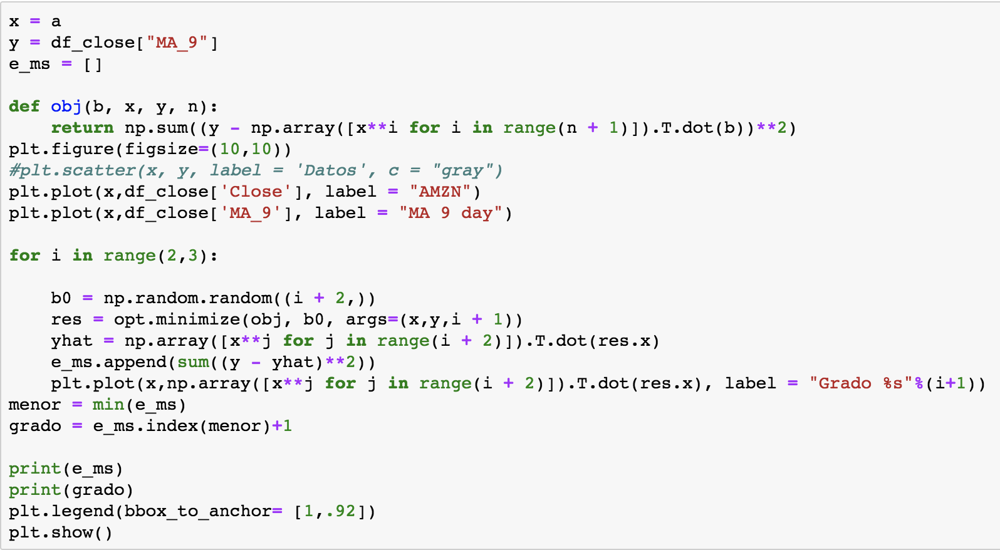 x = a
y = df_close["MA_9"]
e_ms = []
def obj(b, x, y, n):
    return np.sum((y - np.array([x**i for i in range(n + 1)]).T.dot(b))**2)
plt.figure(figsize=(10,10))
#plt.scatter(x, y, label = 'Datos', c = "gray")
plt.plot(x,df_close['Close'], label = "AMZN")
plt.plot(x,df_close['MA_9'], label = "MA 9 day")
for i in range(2,3):
    b0 = np.random.random((i + 2,))
    res = opt.minimize(obj, b0, args=(x,y,i + 1))
    yhat = np.array([x**j for j in range(i + 2)]).T.dot(res.x)
    e_ms.append(sum((y - yhat)**2))
    plt.plot(x,np.array([x**j for j in range(i + 2)]).T.dot(res.x), label = "Grado %s"%(i+1))
menor = min(e_ms)
grado = e_ms.index(menor)+1
print(e_ms)
print(grado)
plt.legend(bbox_to_anchor= [1,.92])
plt.show()